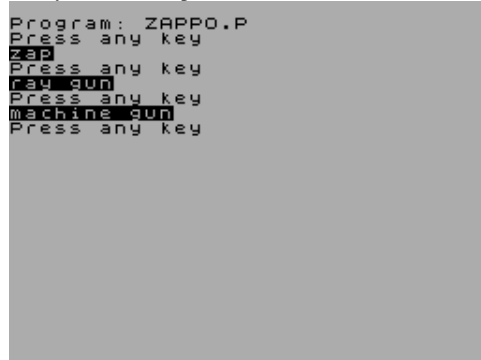 Program: ZAPPO.P
Press any key
zap
Press any key
ray gun
Press any key
machine gun
Press any key